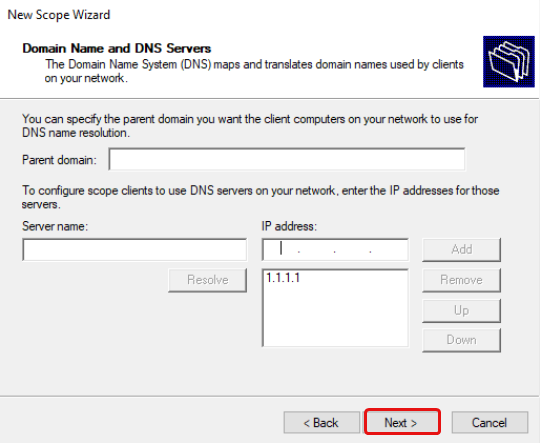 New Scope Wizard
Domain Name and DNS Servers
The Domain Name System (DNS) maps and translates domain names used by clients
on your network.
You can specify the parent domain you want the client computers on your network to use for
DNS name resolution.
Parent domain:
To configure scope clients to use DNS servers on your network, enter the IP addresses for those
servers.
Server name:
IP address:
. . .
Add
Resolve
1.1.1.1
Remove
Up
Down
< Back
Next >
Cancel